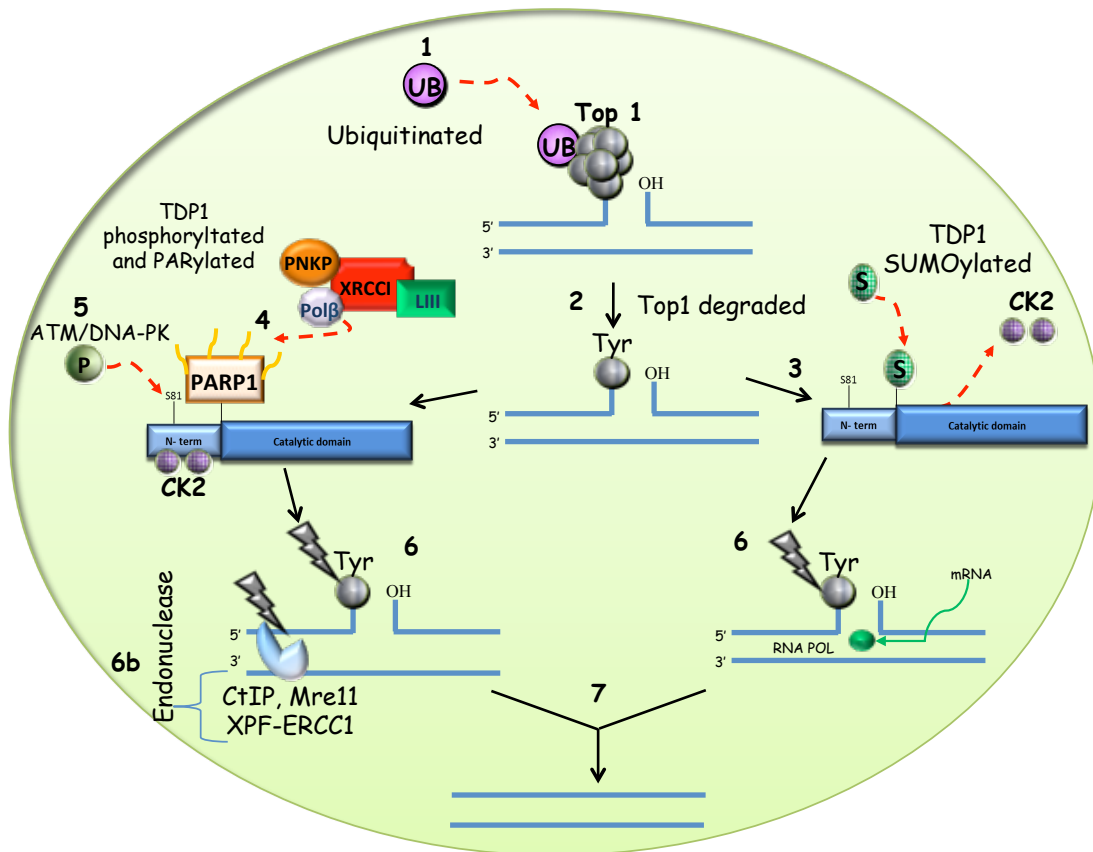 1
UB
Ubiquitinated
Top 1
UB
OH
5'
3'
TDP1
phosphoryltated
and PARylated
PNKP
XRCCI
LIII
Polβ
5
ATM/DNA-PK
4
P
PARP1
S81
N- term
Catalytic domain
CK2
2
Top1 degraded
Tyr
OH
5'
3'
3
TDP1
SUMOylated
S
CK2
S
S81
N- term
Catalytic domain
6
Tyr
OH
5'
3'
6b
Endonuclease
CtIP, Mre11
XPF-ERCC1
6
Tyr
OH
mRNA
5'
RNA POL
3'
7